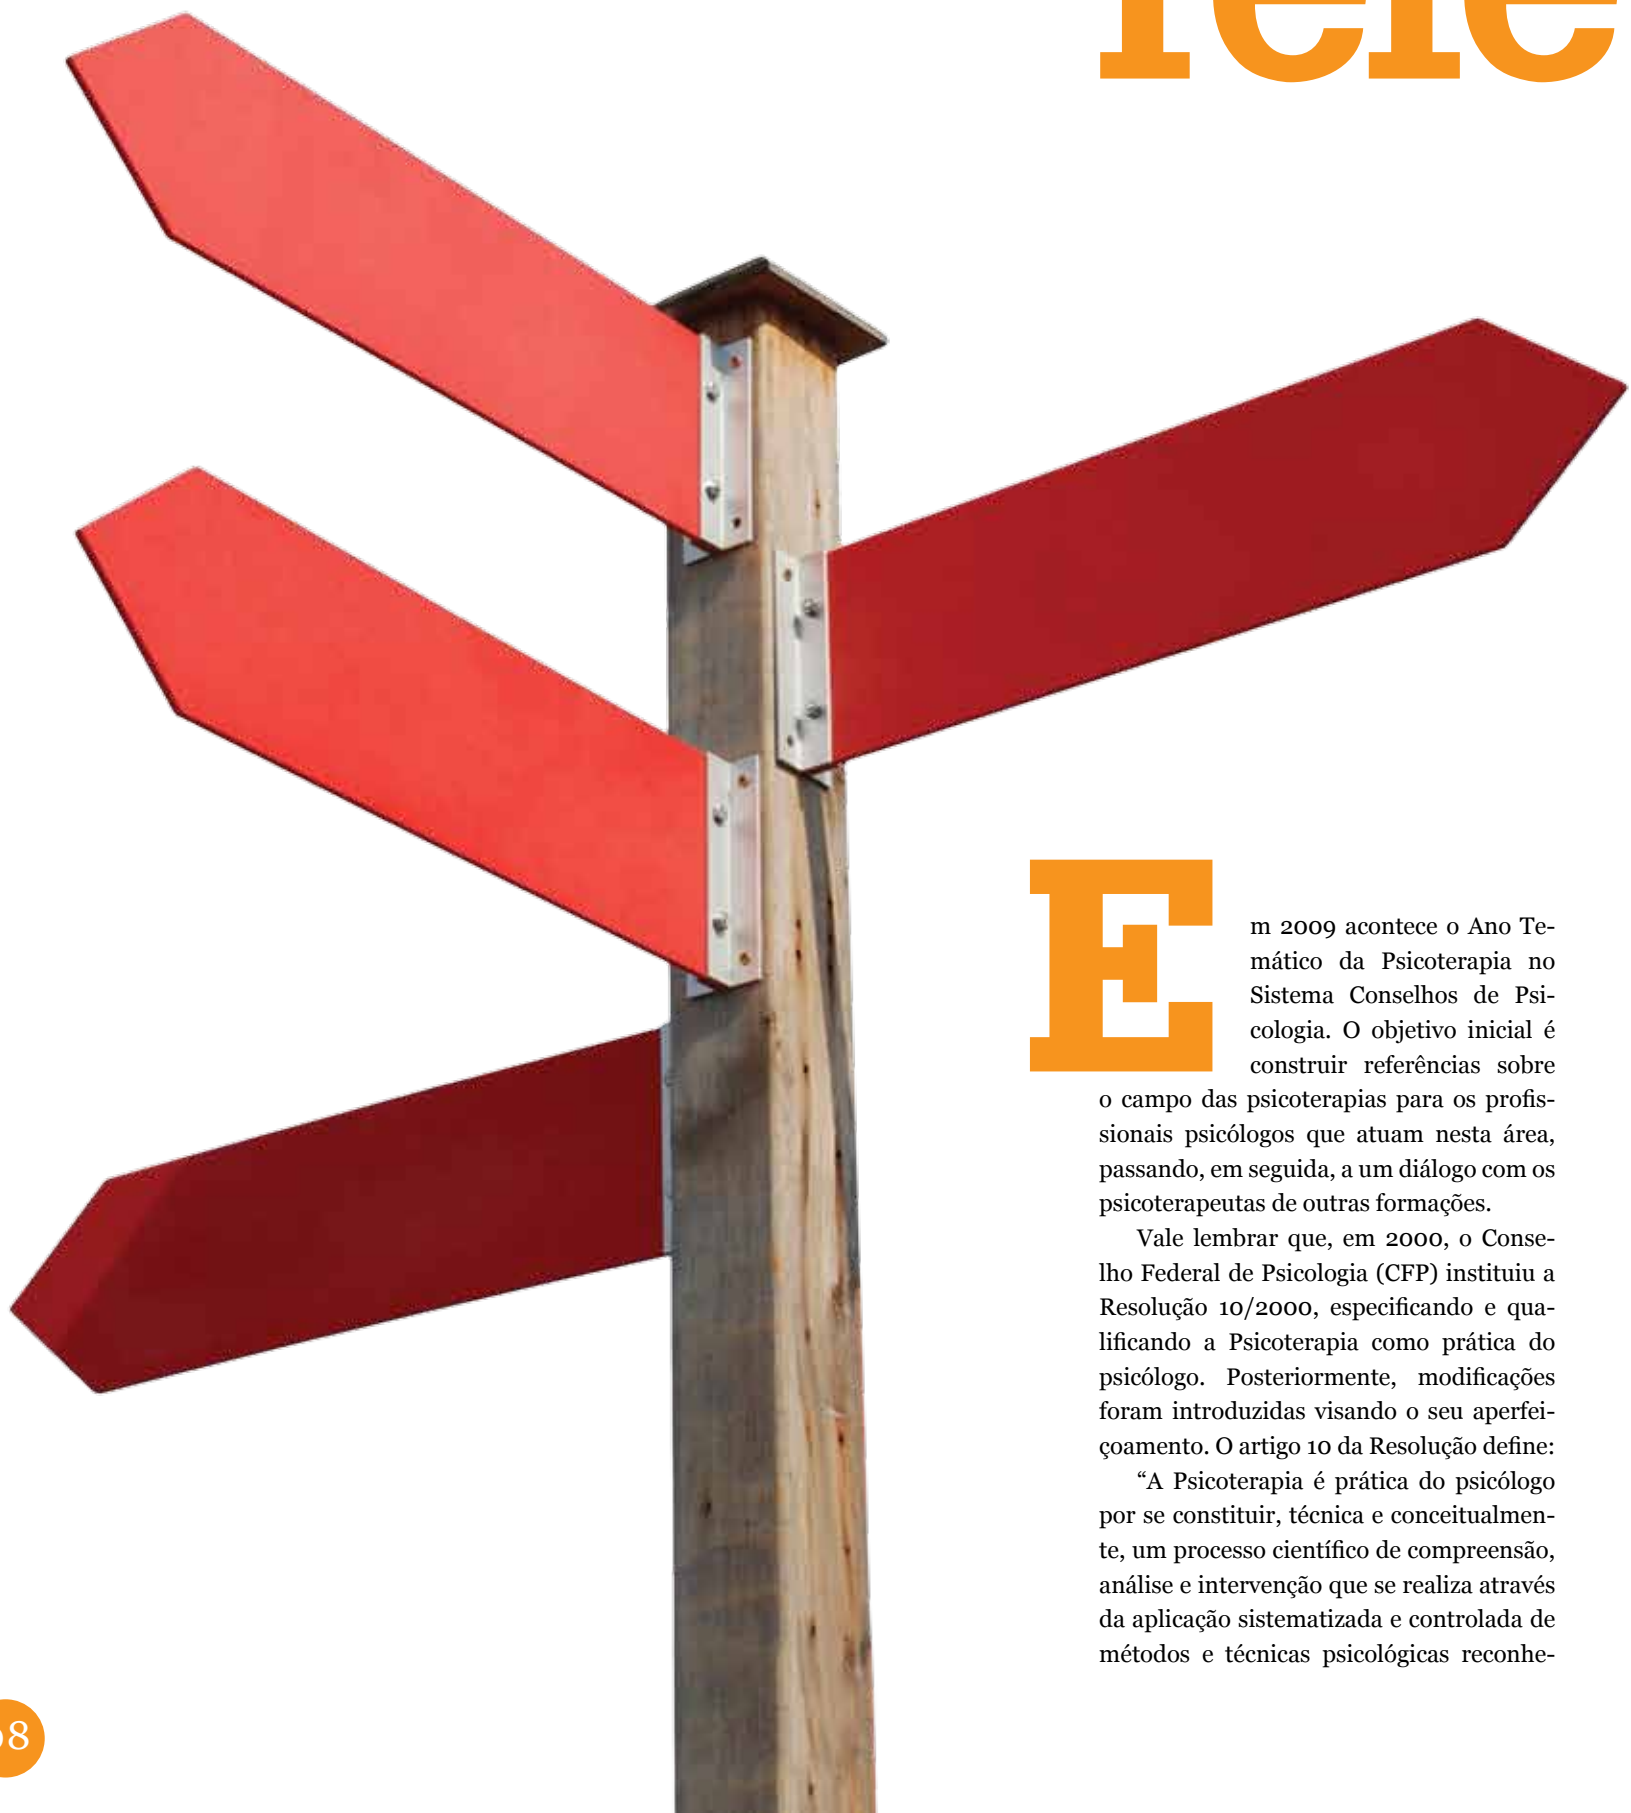 Em 2009 acontece o Ano Te-
mático da Psicoterapia no
Sistema Conselhos de Psi-
cologia. O objetivo inicial é
construir referências sobre
o campo das psicoterapias para os profis-
sionais psicólogos que atuam nesta área,
passando, em seguida, a um diálogo com os
psicoterapeutas de outras formações.
Vale lembrar que, em 2000, o Conse-
lho Federal de Psicologia (CFP) instituiu a
Resolução 10/2000, especificando e qua-
lificando a Psicoterapia como prática do
psicólogo. Posteriormente, modificações
foram introduzidas visando o seu aperfei-
çoamento. O artigo 10 da Resolução define:
“A Psicoterapia é prática do psicólogo
por se constituir, técnica e conceitualmen-
te, um processo científico de compreensão,
análise e intervenção que se realiza através
da aplicação sistematizada e controlada de
métodos e técnicas psicológicas reconhe-
08